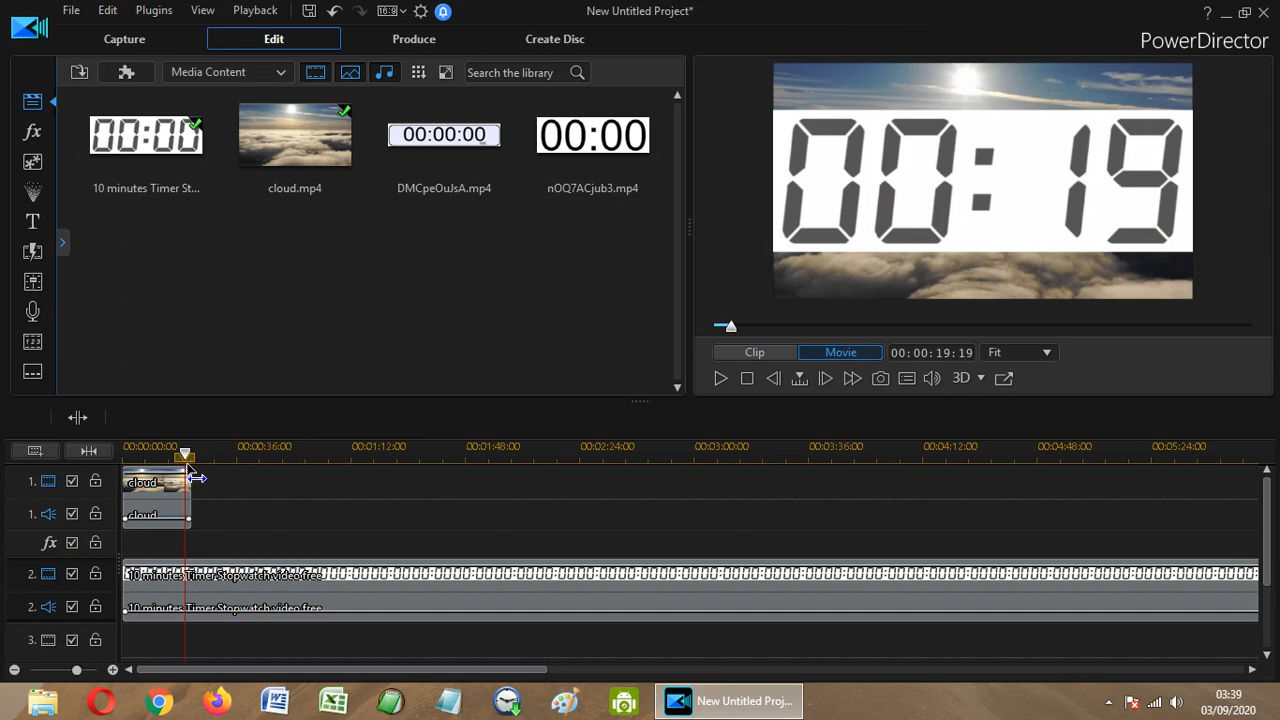 File Edit Plugins View Playback 16:9 New Untitled Project* ?
Capture Edit Produce Create Disc PowerDirector
Media Content Search the library
00:00 00:00:00 00:00
10 minutes Timer St... cloud.mp4 DMCpeOuJsA.mp4 nOQ7ACjub3.mp4
fx
T
1 2 3
00:19
Clip Movie 00:00:19:19 Fit
3D
00:00:00:00 00:00:36:00 00:01:12:00 00:01:48:00 00:02:24:00 00:03:00:00 00:03:36:00 00:04:12:00 00:04:48:00 00:05:24:00
1. cloud
1. cloud
fx
2. 10 minutes Timer Stopwatch video free
2. 10 minutes Timer Stopwatch video free
3.
New Untitled Proj... 03:39
03/09/2020